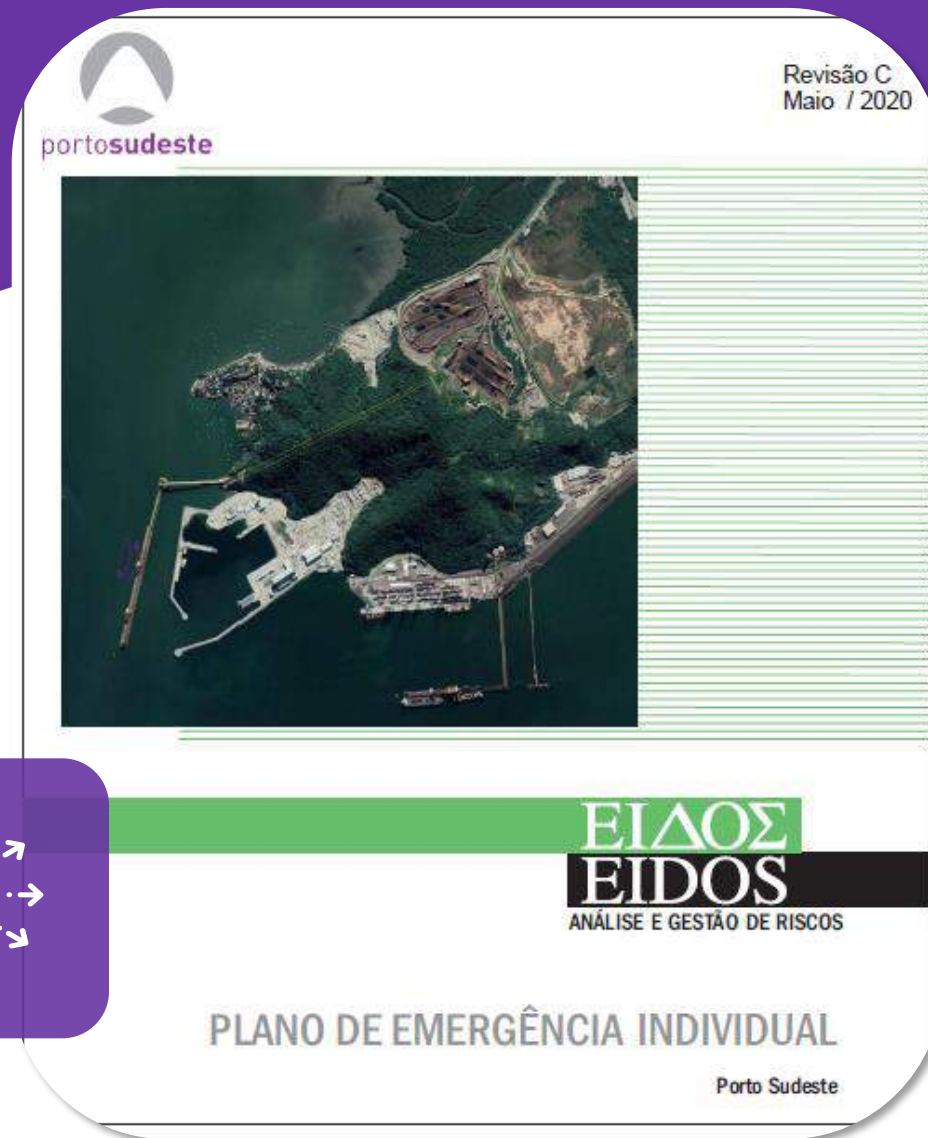 Revisão C
Maio / 2020
portosudeste
ΕΙΔΟΣ
EIDOS
ANÁLISE E GESTÃO DE RISCOS
PLANO DE EMERGÊNCIA INDIVIDUAL
Porto Sudeste